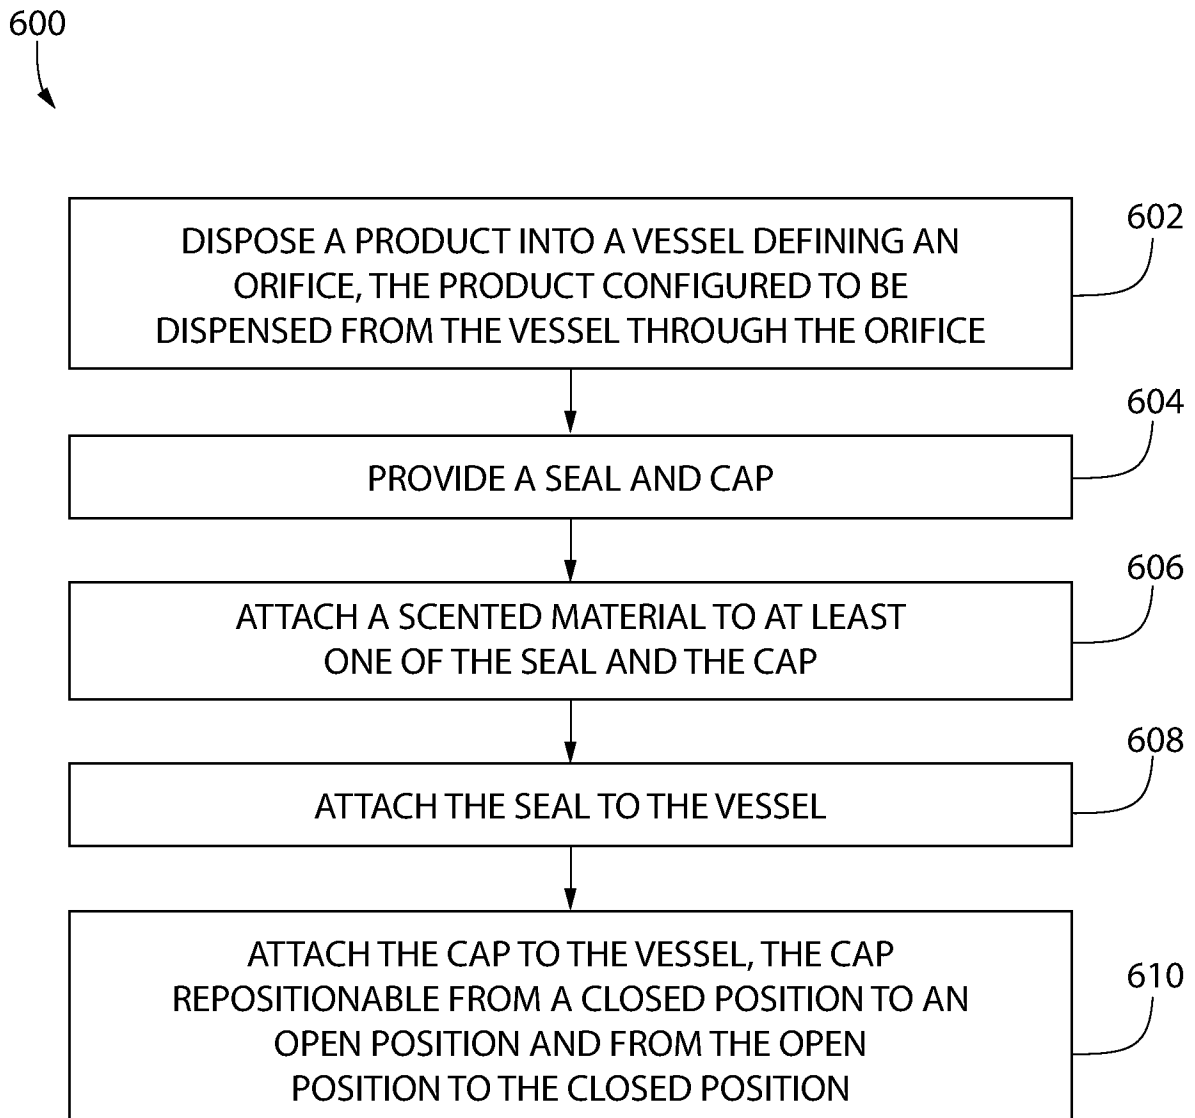 600
DISPOSE A PRODUCT INTO A VESSEL DEFINING AN
ORIFICE, THE PRODUCT CONFIGURED TO BE
DISPENSED FROM THE VESSEL THROUGH THE ORIFICE
602
PROVIDE A SEAL AND CAP
604
ATTACH A SCENTED MATERIAL TO AT LEAST
ONE OF THE SEAL AND THE CAP
606
ATTACH THE SEAL TO THE VESSEL
608
ATTACH THE CAP TO THE VESSEL, THE CAP
REPOSITIONABLE FROM A CLOSED POSITION TO AN
OPEN POSITION AND FROM THE OPEN
POSITION TO THE CLOSED POSITION
610